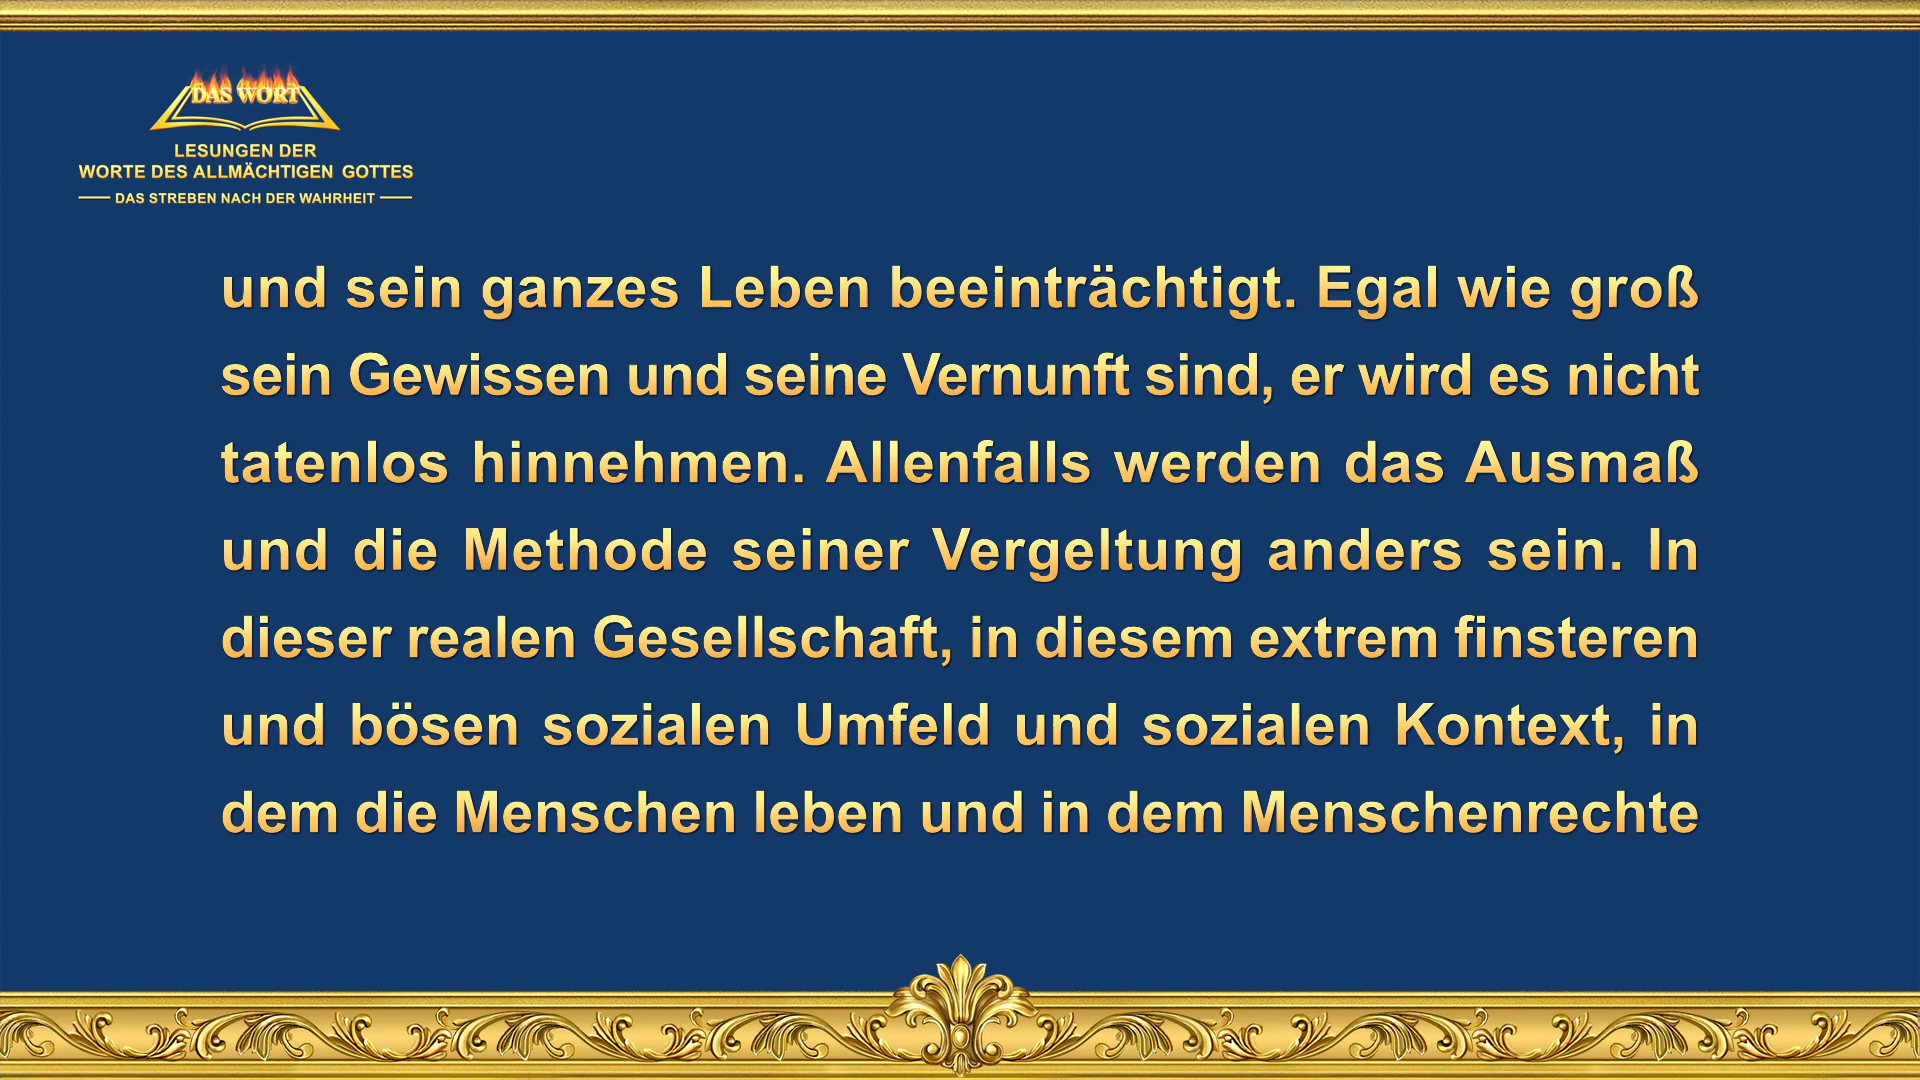 DAS WORT
LESUNGEN DER
WORTE DES ALLMÄCHTIGEN GOTTES
DAS STREBEN NACH DER WAHRHEIT
und sein ganzes Leben beeinträchtigt. Egal wie groß
sein Gewissen und seine Vernunft sind, er wird es nicht
tatenlos hinnehmen. Allenfalls werden das Ausmaß
und die Methode seiner Vergeltung anders sein. In
dieser realen Gesellschaft, in diesem extrem finsteren
und bösen sozialen Umfeld und sozialen Kontext, in
dem die Menschen leben und in dem Menschenrechte